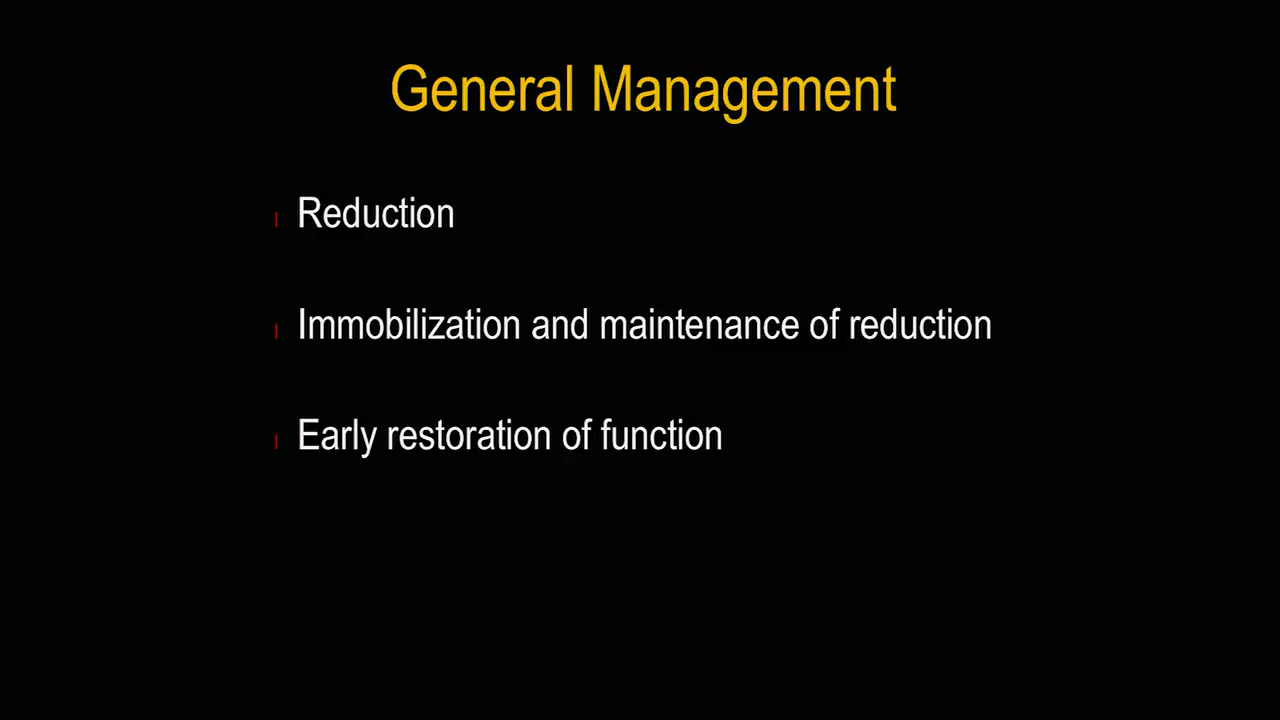 General Management
Reduction
Immobilization and maintenance of reduction
Early restoration of function